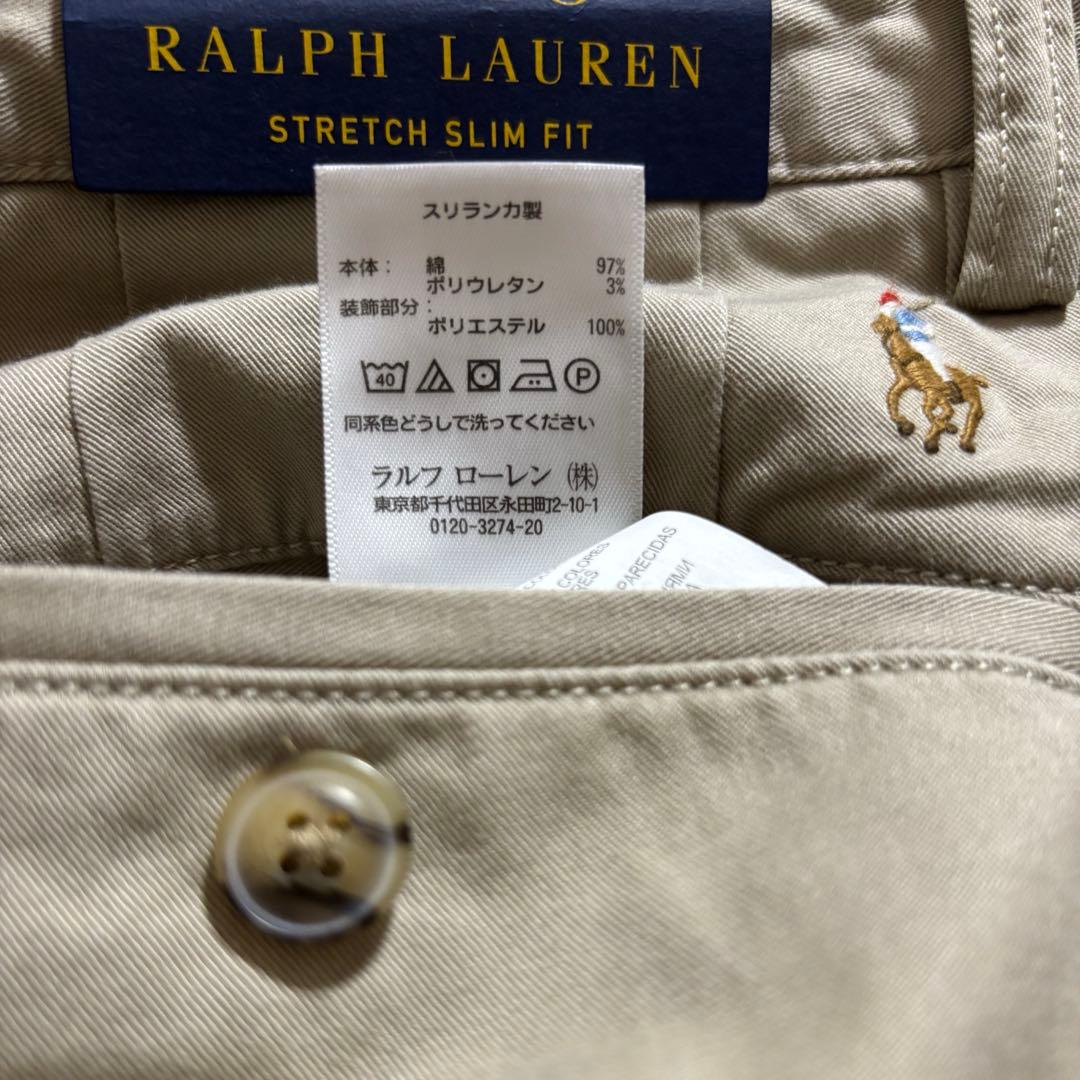 RALPH LAUREN
STRETCH SLIM FIT
スリランカ製
本体： 綿 97%
ポリウレタン 3%
装飾部分：
ポリエステル 100%
40 P
同系色どうしで洗ってください
ラルフ ローレン (株)
東京都千代田区永田町2-10-1
0120-3274-20
COLORES
PARECIDAS